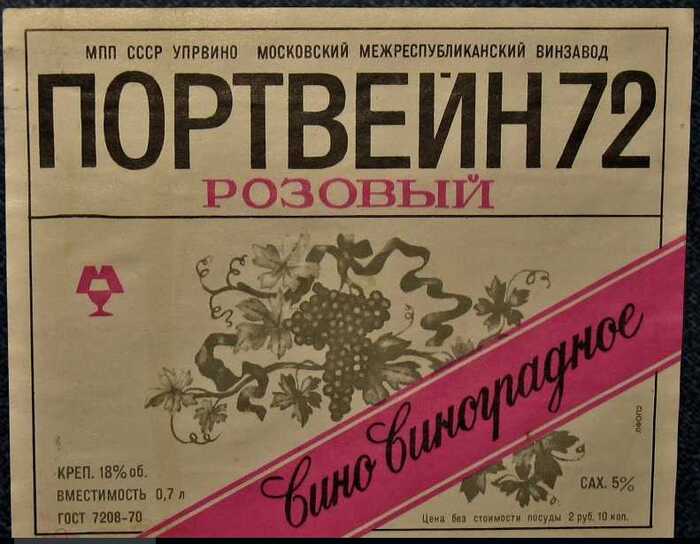 МПП СССР УПРВИНО МОСКОВСКИЙ МЕЖРЕСПУБЛИКАНСКИЙ ВИНЗАВОД
ПОРТВЕЙН 72
РОЗОВЫЙ
Вино виноградное
КРЕП. 18% об.
ВМЕСТИМОСТЬ 0,7 л
ГОСТ 7208-70
САХ. 5%
Цена без стоимости посуды 2 руб. 10 коп.